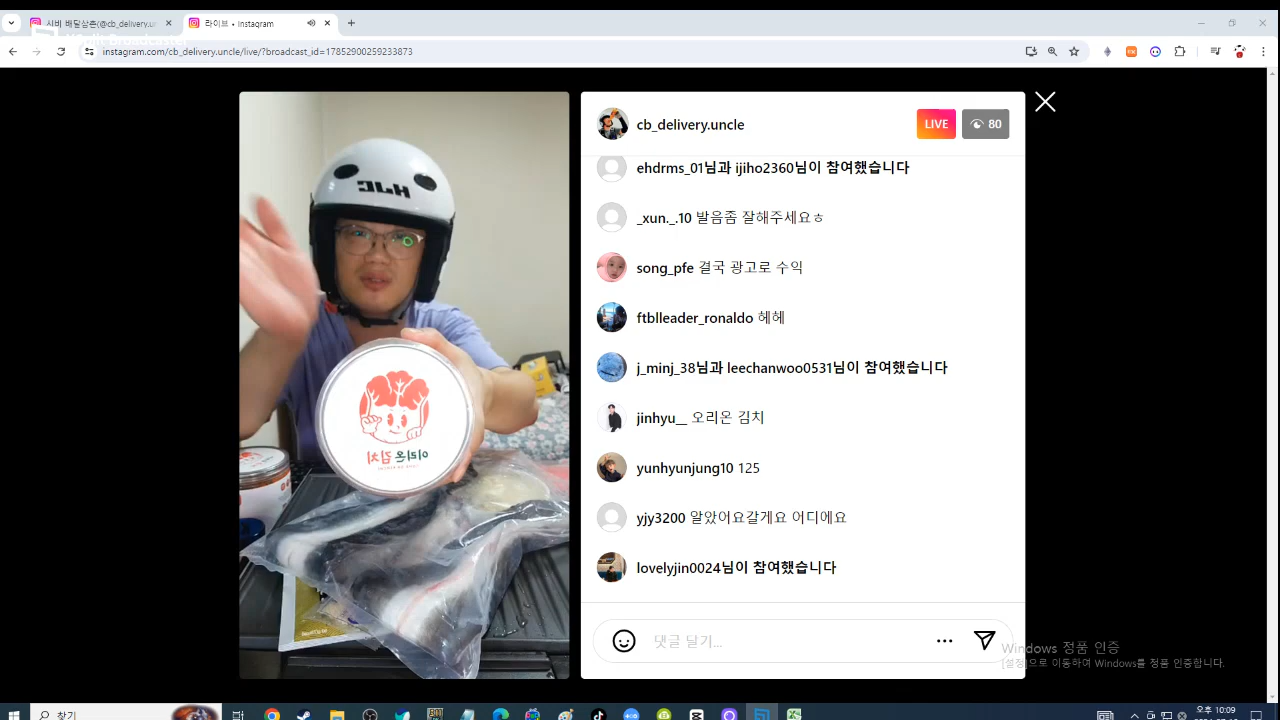 시바 배달삼촌(@cb_delivery.un
라이브 • Instagram
instagram.com/cb_delivery.uncle/live/?broadcast_id=17852900259233873
cb_delivery.uncle
LIVE
80
ehdrms_01님과 ijiho2360님이 참여했습니다
_xun._.10 발음좀 잘해주세요ㅎ
song_pfe 결국 광고로 수익
ftblleader_ronaldo 헤헤
j_minj_38님과 leechanwoo0531님이 참여했습니다
jinhyu__ 오리온 김치
yunhyunjung10 125
yjy3200 알았어요갈게요 어디에요
lovelyjin0024님이 참여했습니다
댓글 달기...
HJC
이리온김치
Windows 정품 인증
[설정]으로 이동하여 Windows를 정품 인증합니다.
찾기
오후 10:09